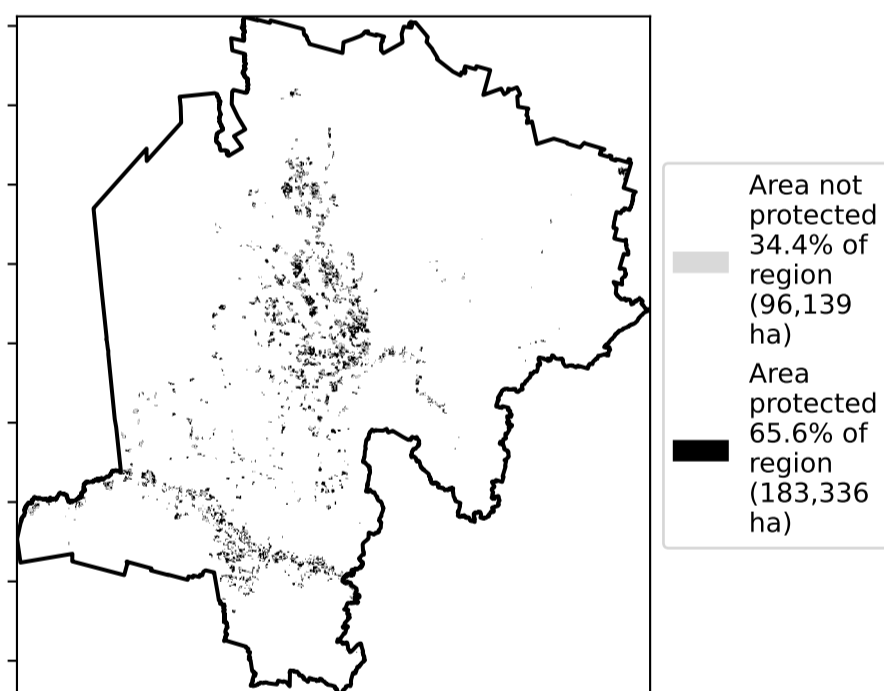 Area not
protected
34.4% of
region
(96,139
ha)
Area
protected
65.6% of
region
(183,336
ha)